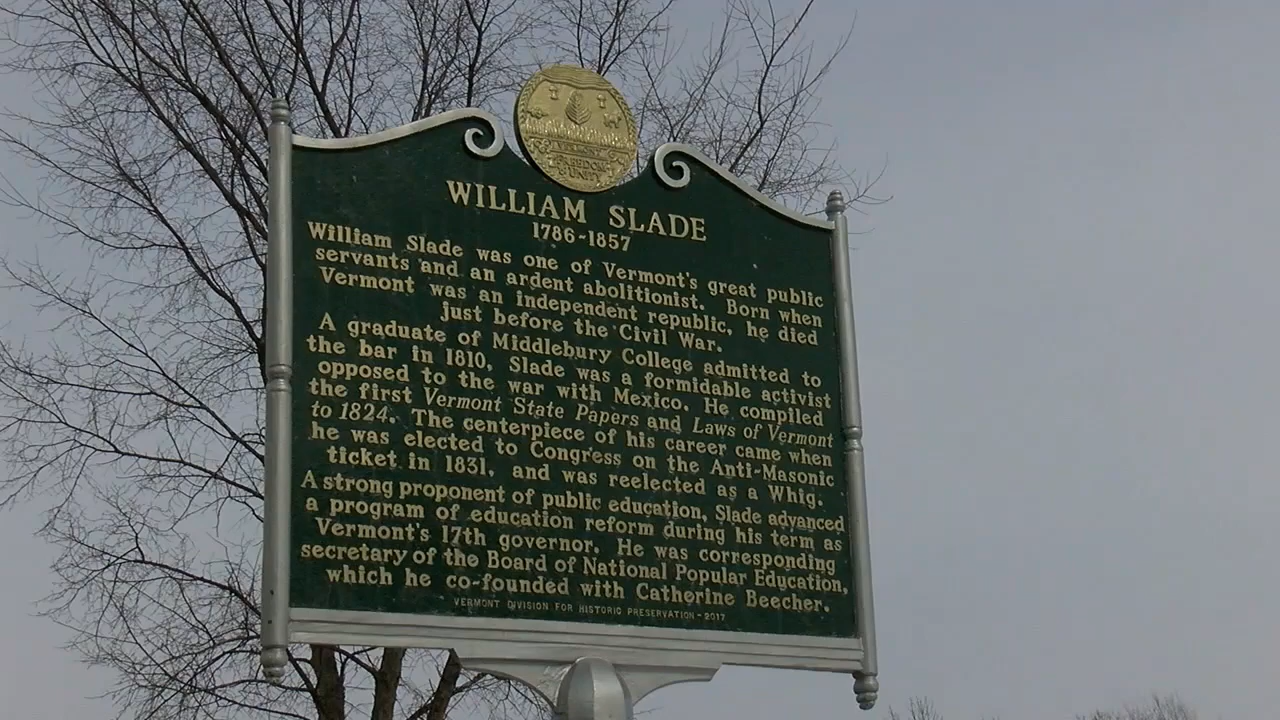 VERMONT
FREEDOM
UNITY
WILLIAM SLADE
1786-1857
William Slade was one of Vermont's great public
servants and an ardent abolitionist. Born when
Vermont was an independent republic, he died
just before the Civil War.
A graduate of Middlebury College admitted to
the bar in 1810, Slade was a formidable activist
opposed to the war with Mexico. He compiled
the first Vermont State Papers and Laws of Vermont
to 1824. The centerpiece of his career came when
he was elected to Congress on the Anti-Masonic
ticket in 1831, and was reelected as a Whig.
A strong proponent of public education, Slade advanced
a program of education reform during his term as
Vermont's 17th governor. He was corresponding
secretary of the Board of National Popular Education,
which he co-founded with Catherine Beecher.
VERMONT DIVISION FOR HISTORIC PRESERVATION-2017